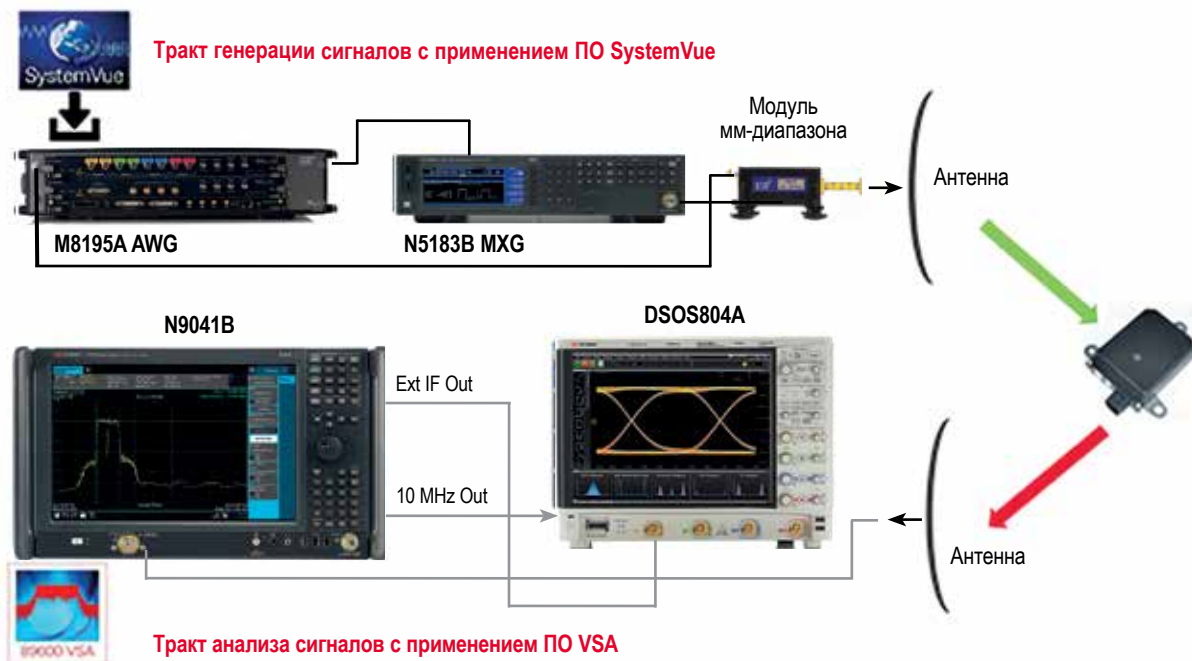 SystemVue
Тракт генерации сигналов с применением ПО SystemVue
Модуль
мм-диапазона
Антенна
M8195A AWG
N5183B MXG
N9041B
DSOS804A
Ext IF Out
10 MHz Out
Антенна
89600 VSA
Тракт анализа сигналов с применением ПО VSA